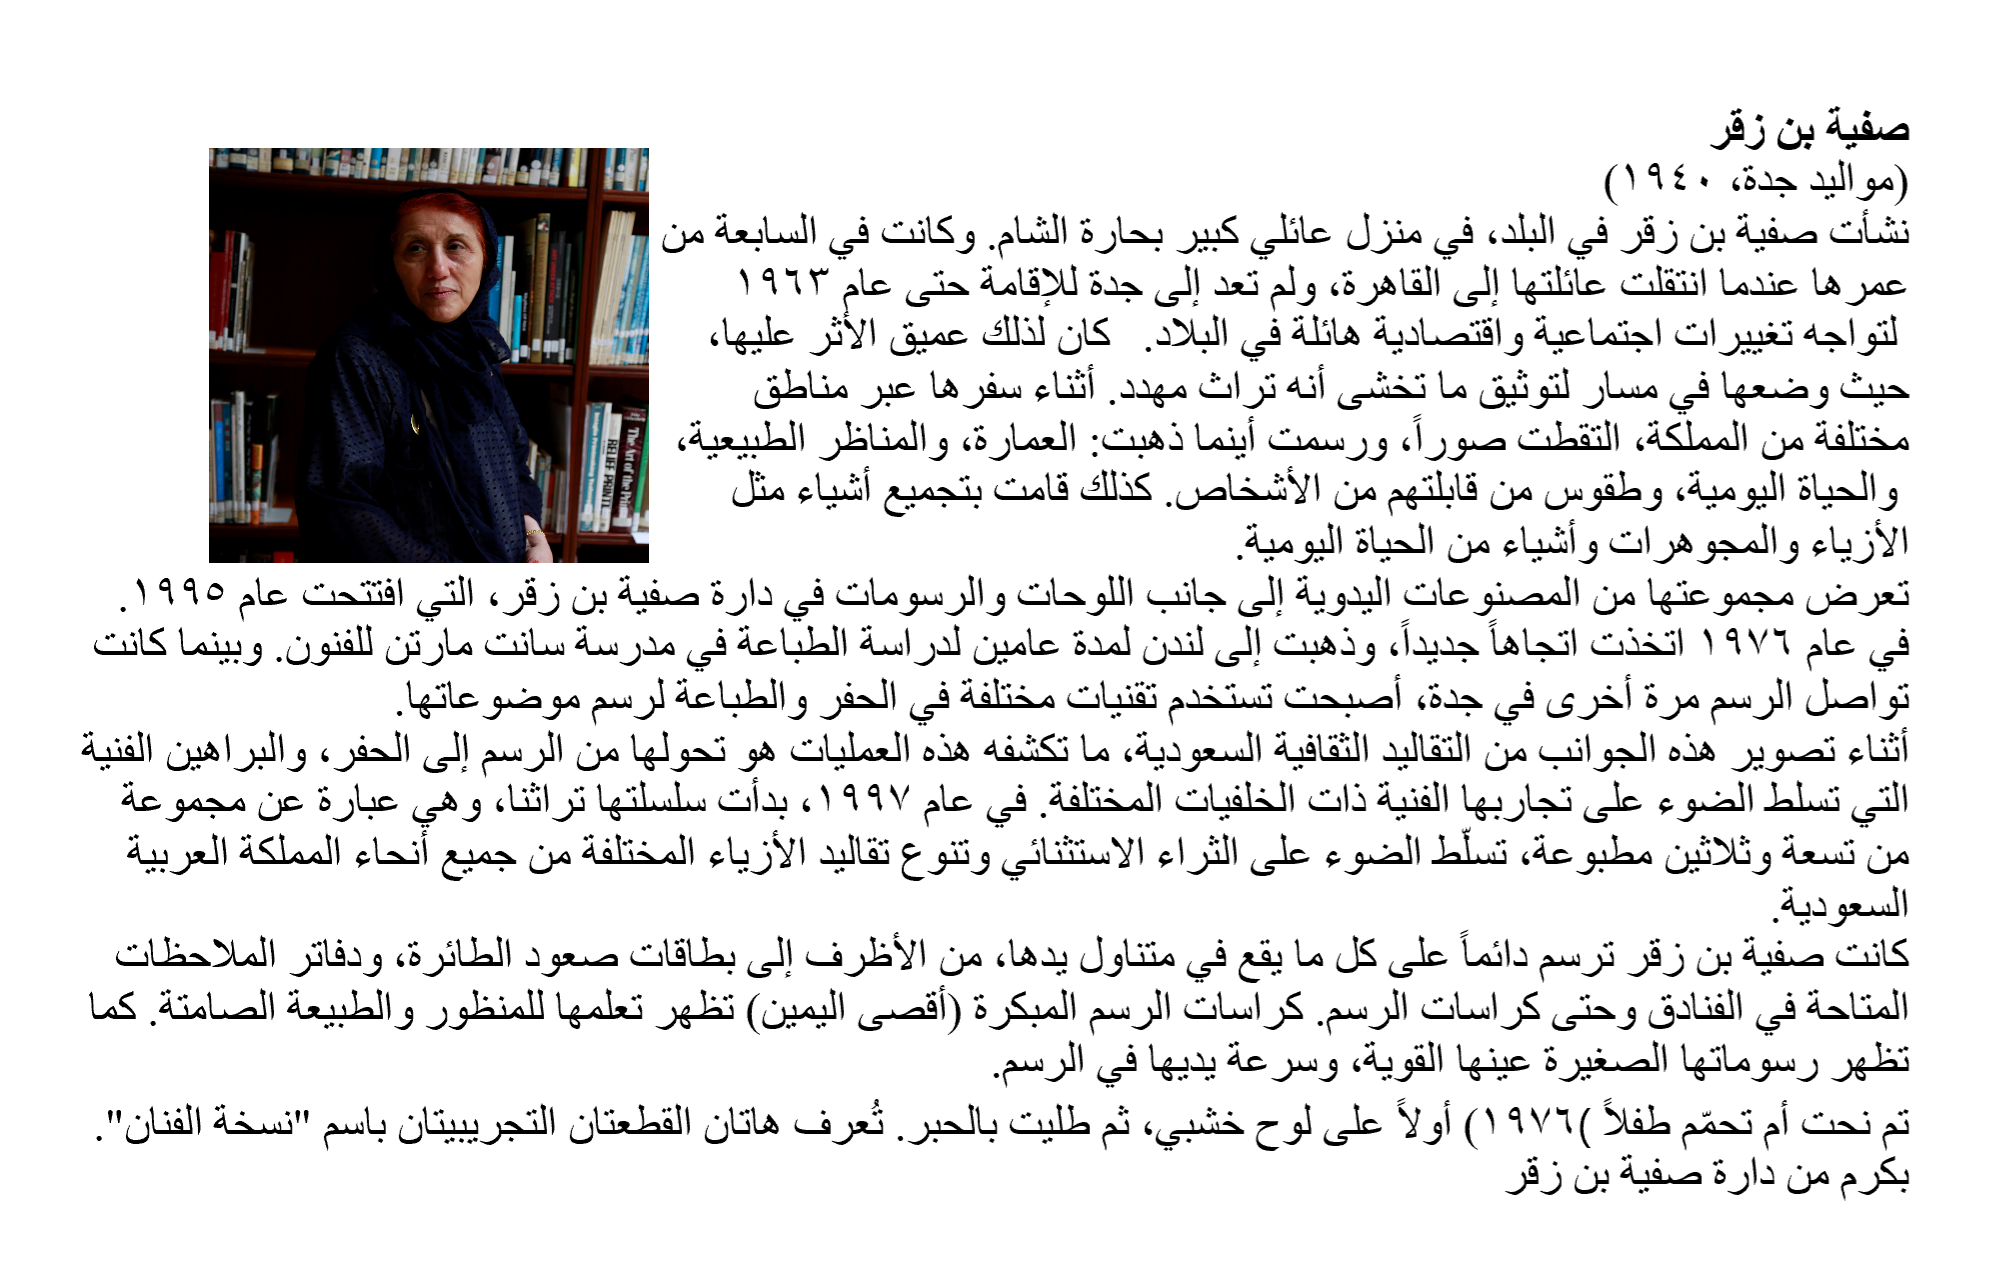 صفية بن زقر
(مواليد جدة، ١٩٤٠)
نشأت صفية بن زقر في البلد، في منزل عائلي كبير بحارة الشام. وكانت في السابعة من
عمرها عندما انتقلت عائلتها إلى القاهرة، ولم تعد إلى جدة للإقامة حتى عام ١٩٦٣
لتواجه تغييرات اجتماعية واقتصادية هائلة في البلاد. كان لذلك عميق الأثر عليها،
حيث وضعها في مسار لتوثيق ما تخشى أنه تراث مهدد. أثناء سفرها عبر مناطق
مختلفة من المملكة، التقطت صوراً، ورسمت أينما ذهبت: العمارة، والمناظر الطبيعية،
والحياة اليومية، وطقوس من قابلتهم من الأشخاص. كذلك قامت بتجميع أشياء مثل
الأزياء والمجوهرات وأشياء من الحياة اليومية.
تعرض مجموعتها من المصنوعات اليدوية إلى جانب اللوحات والرسومات في دارة صفية بن زقر، التي افتتحت عام ١٩٩٥.
في عام ١٩٧٦ اتخذت اتجاهاً جديداً، وذهبت إلى لندن لمدة عامين لدراسة الطباعة في مدرسة سانت مارتن للفنون. وبينما كانت
تواصل الرسم مرة أخرى في جدة، أصبحت تستخدم تقنيات مختلفة في الحفر والطباعة لرسم موضوعاتها.
أثناء تصوير هذه الجوانب من التقاليد الثقافية السعودية، ما تكشفه هذه العمليات هو تحولها من الرسم إلى الحفر، والبراهين الفنية
التي تسلط الضوء على تجاربها الفنية ذات الخلفيات المختلفة. في عام ١٩٩٧، بدأت سلسلتها تراثنا، وهي عبارة عن مجموعة
من تسعة وثلاثين مطبوعة، تسلّط الضوء على الثراء الاستثنائي وتنوع تقاليد الأزياء المختلفة من جميع أنحاء المملكة العربية
السعودية.
كانت صفية بن زقر ترسم دائماً على كل ما يقع في متناول يدها، من الأظرف إلى بطاقات صعود الطائرة، ودفاتر الملاحظات
المتاحة في الفنادق وحتى كراسات الرسم. كراسات الرسم المبكرة (أقصى اليمين) تظهر تعلمها للمنظور والطبيعة الصامتة. كما
تظهر رسوماتها الصغيرة عينها القوية، وسرعة يديها في الرسم.
تم نحت أم تحمّم طفلاً )١٩٧٦) أولاً على لوح خشبي، ثم طليت بالحبر. تُعرف هاتان القطعتان التجريبيتان باسم "نسخة الفنان".
بكرم من دارة صفية بن زقر
The Art of the Print
RELIEF PRINT